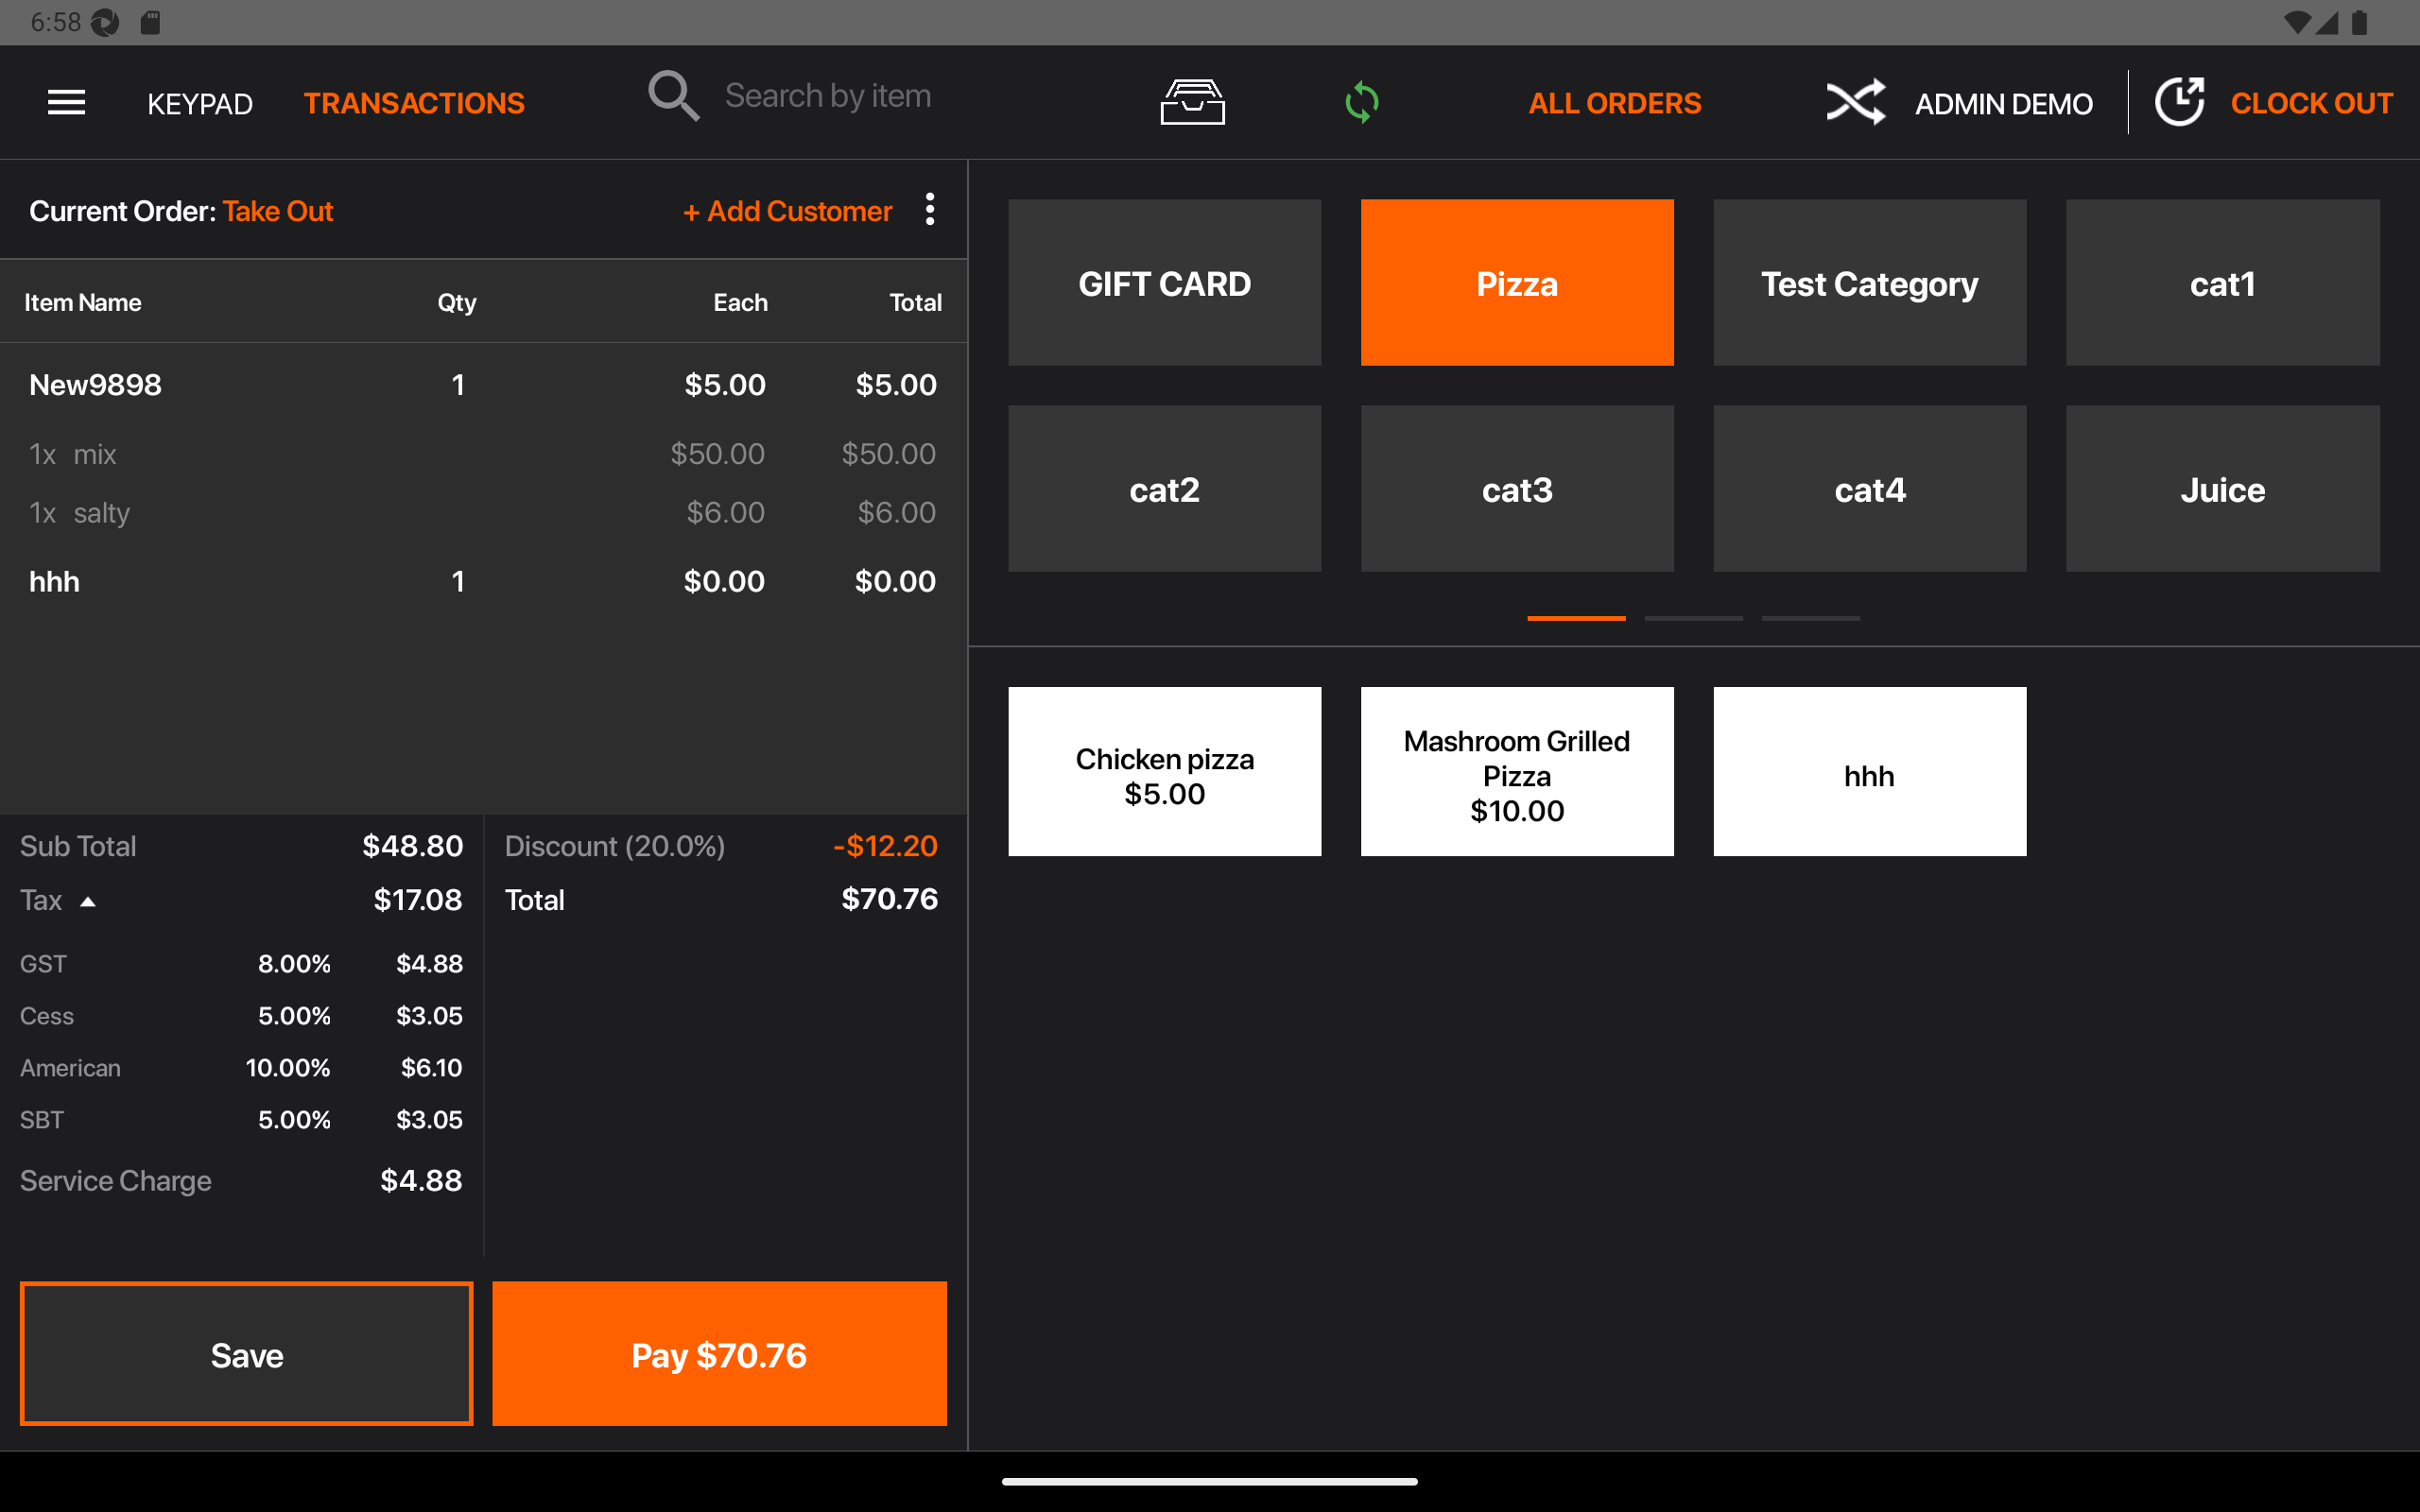 6:58
KEYPAD TRANSACTIONS Search by item ALL ORDERS ADMIN DEMO CLOCK OUT
Current Order: Take Out + Add Customer
Item Name Qty Each Total
New9898 1 $5.00 $5.00
1x mix $50.00 $50.00
1x salty $6.00 $6.00
hhh 1 $0.00 $0.00
Sub Total $48.80
Tax $17.08
GST 8.00% $4.88
Cess 5.00% $3.05
American 10.00% $6.10
SBT 5.00% $3.05
Service Charge $4.88
Discount (20.0%) -$12.20
Total $70.76
Save
Pay $70.76
GIFT CARD
Pizza
Test Category
cat1
cat2
cat3
cat4
Juice
Chicken pizza
$5.00
Mashroom Grilled
Pizza
$10.00
hhh